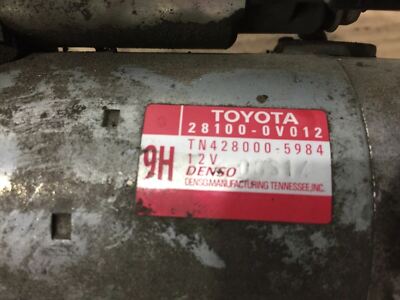 TOYOTA
28100-0V012
TN428000-5984
9H
12V
DENSO
DENSO MANUFACTURING TENNESSEE, INC.